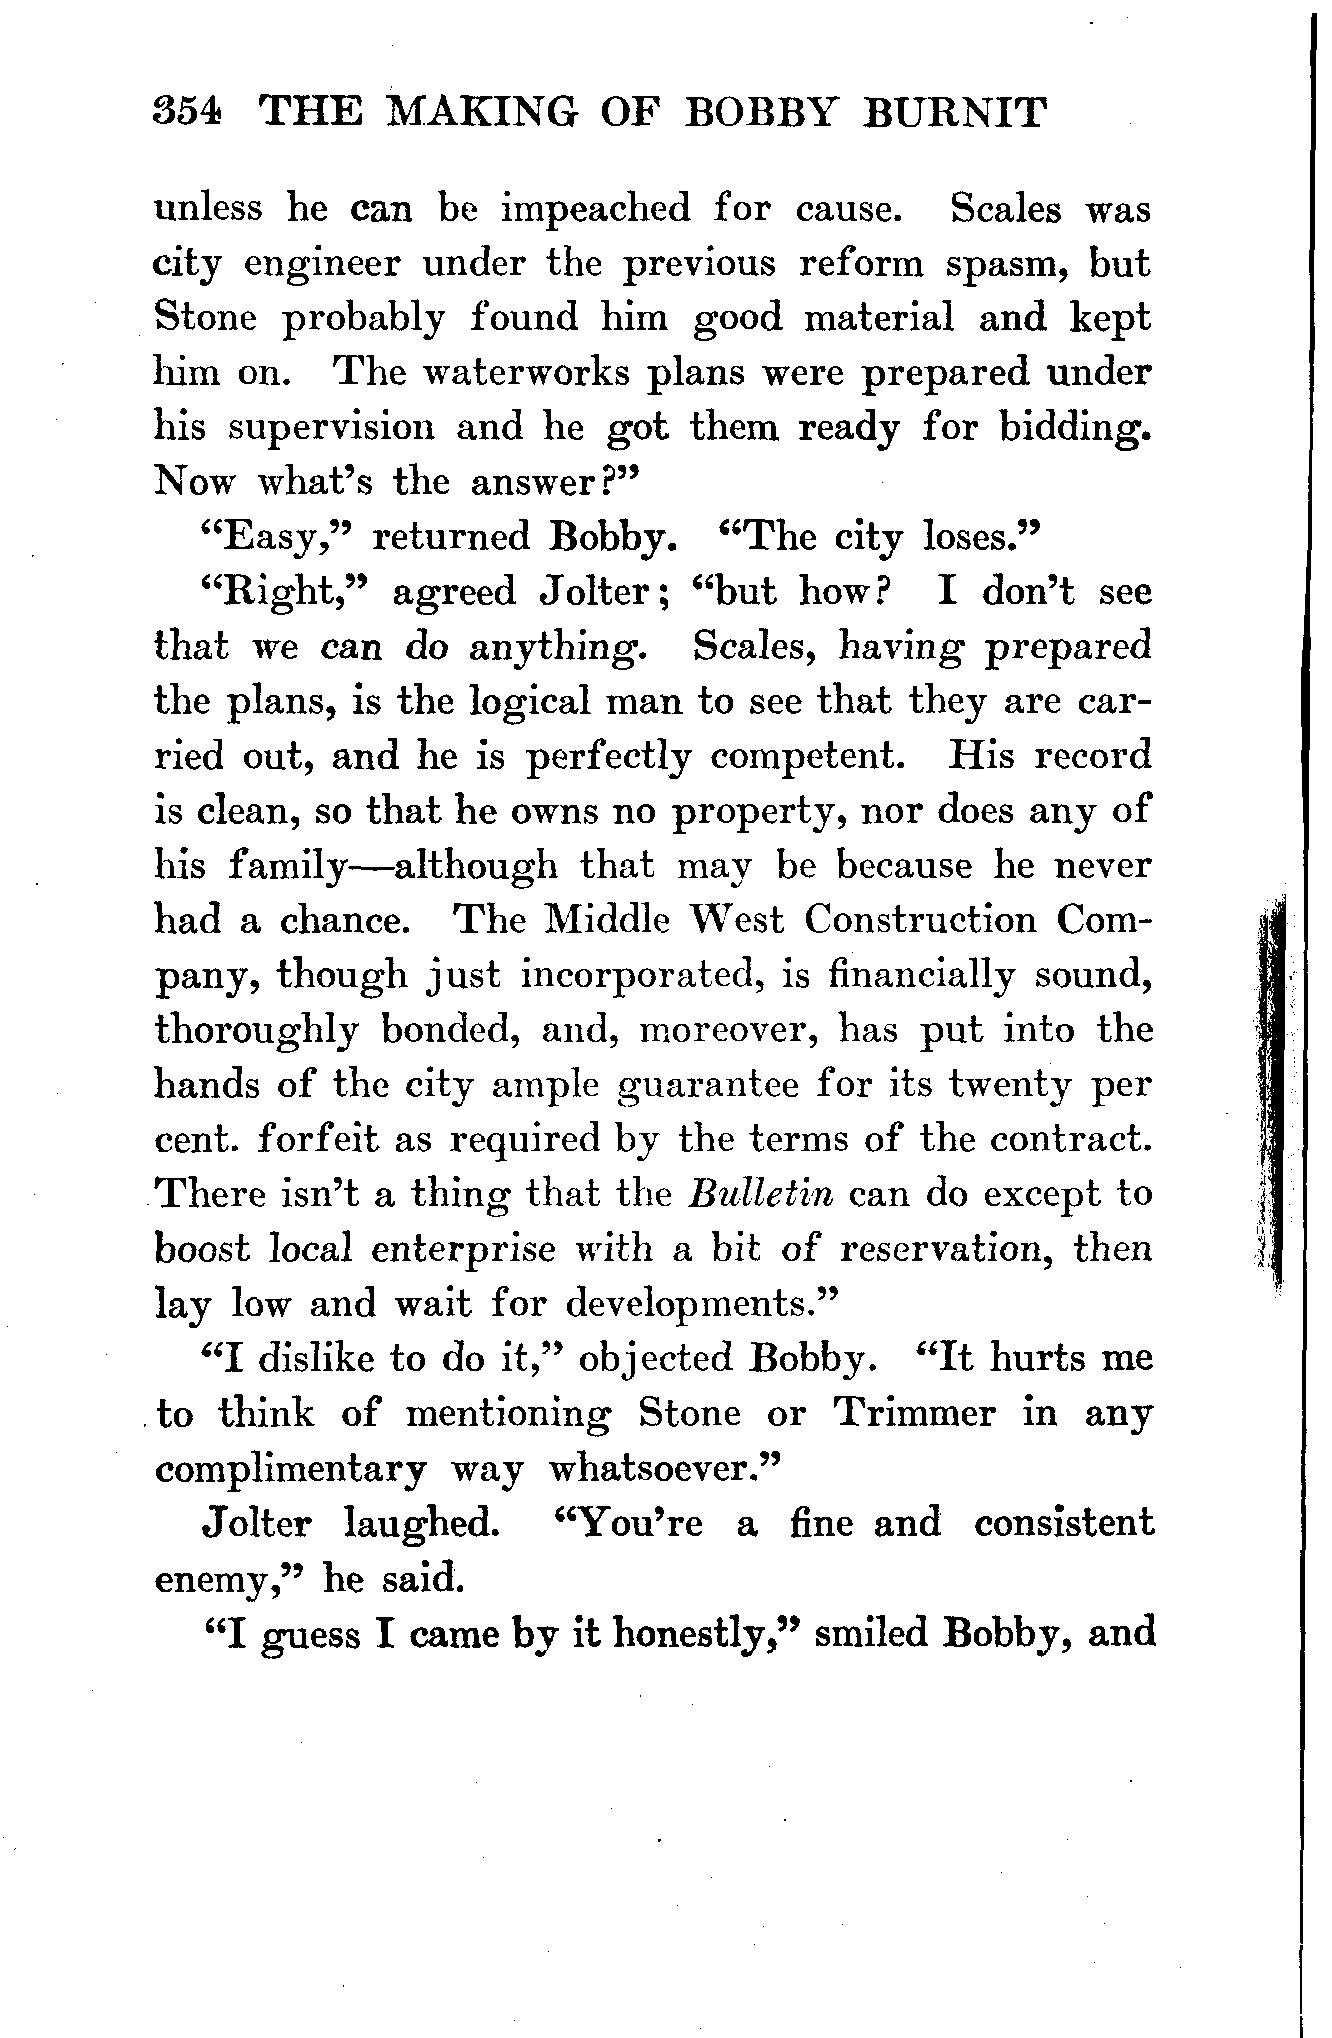 354 THE MAKING OF BOBBY BURNIT
unless he can be impeached for cause. Scales was
city engineer under the previous reform spasm, but
Stone probably found him good material and kept
him on. The waterworks plans were prepared under
his supervision and he got them ready for bidding.
Now what's the answer?”
“Easy,” returned Bobby. “The city loses.”
“Right,” agreed Jolter; “but how? I don't see
that we can do anything. Scales, having prepared
the plans, is the logical man to see that they are car-
ried out, and he is perfectly competent. His record
is clean, so that he owns no property, nor does any of
his family—although that may be because he never
had a chance. The Middle West Construction Com-
pany, though just incorporated, is financially sound,
thoroughly bonded, and, moreover, has put into the
hands of the city ample guarantee for its twenty per
cent. forfeit as required by the terms of the contract.
There isn't a thing that the Bulletin can do except to
boost local enterprise with a bit of reservation, then
lay low and wait for developments.”
“I dislike to do it,” objected Bobby. “It hurts me
to think of mentioning Stone or Trimmer in any
complimentary way whatsoever.”
Jolter laughed. “You're a fine and consistent
enemy,” he said.
“I guess I came by it honestly,” smiled Bobby, and